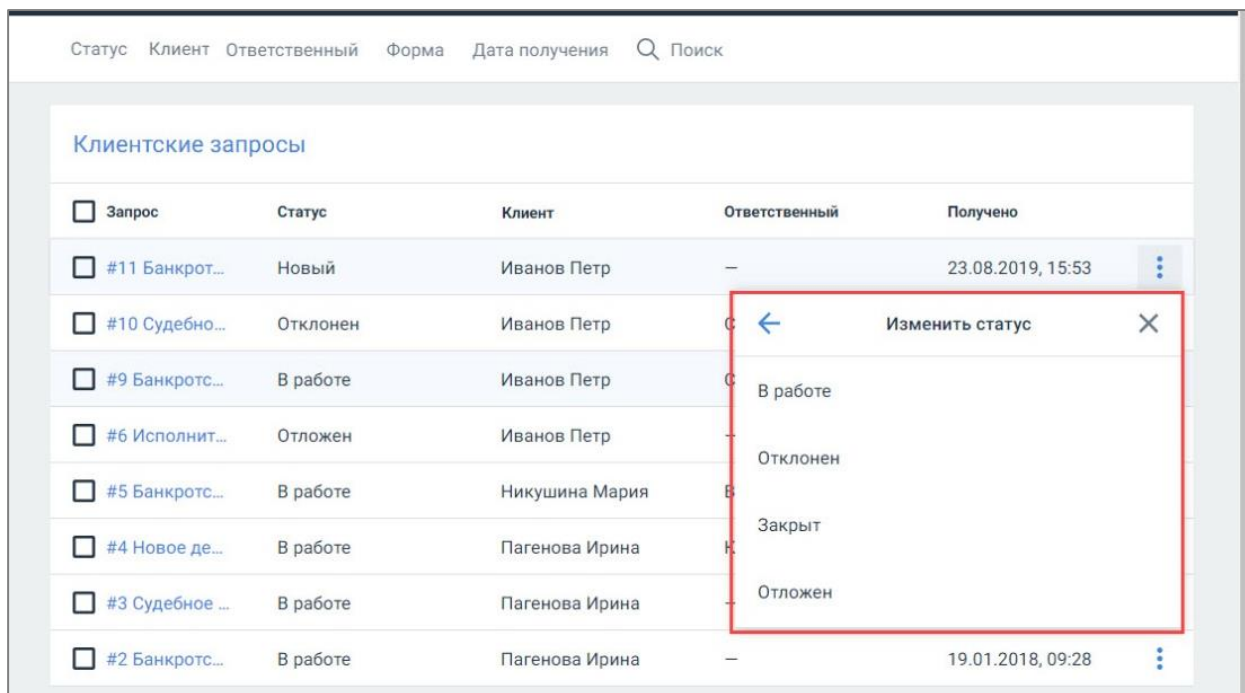 Статус Клиент Ответственный Форма Дата получения Поиск
Клиентские запросы
Запрос Статус Клиент Ответственный Получено
#11 Банкрот... Новый Иванов Петр — 23.08.2019, 15:53
#10 Судебно... Отклонен Иванов Петр
Изменить статус
#9 Банкротс... В работе Иванов Петр
В работе
#6 Исполнит... Отложен Иванов Петр —
Отклонен
#5 Банкротс... В работе Никушина Мария
Закрыт
#4 Новое де... В работе Пагенова Ирина
#3 Судебное ... В работе Пагенова Ирина —
Отложен
#2 Банкротс... В работе Пагенова Ирина — 19.01.2018, 09:28